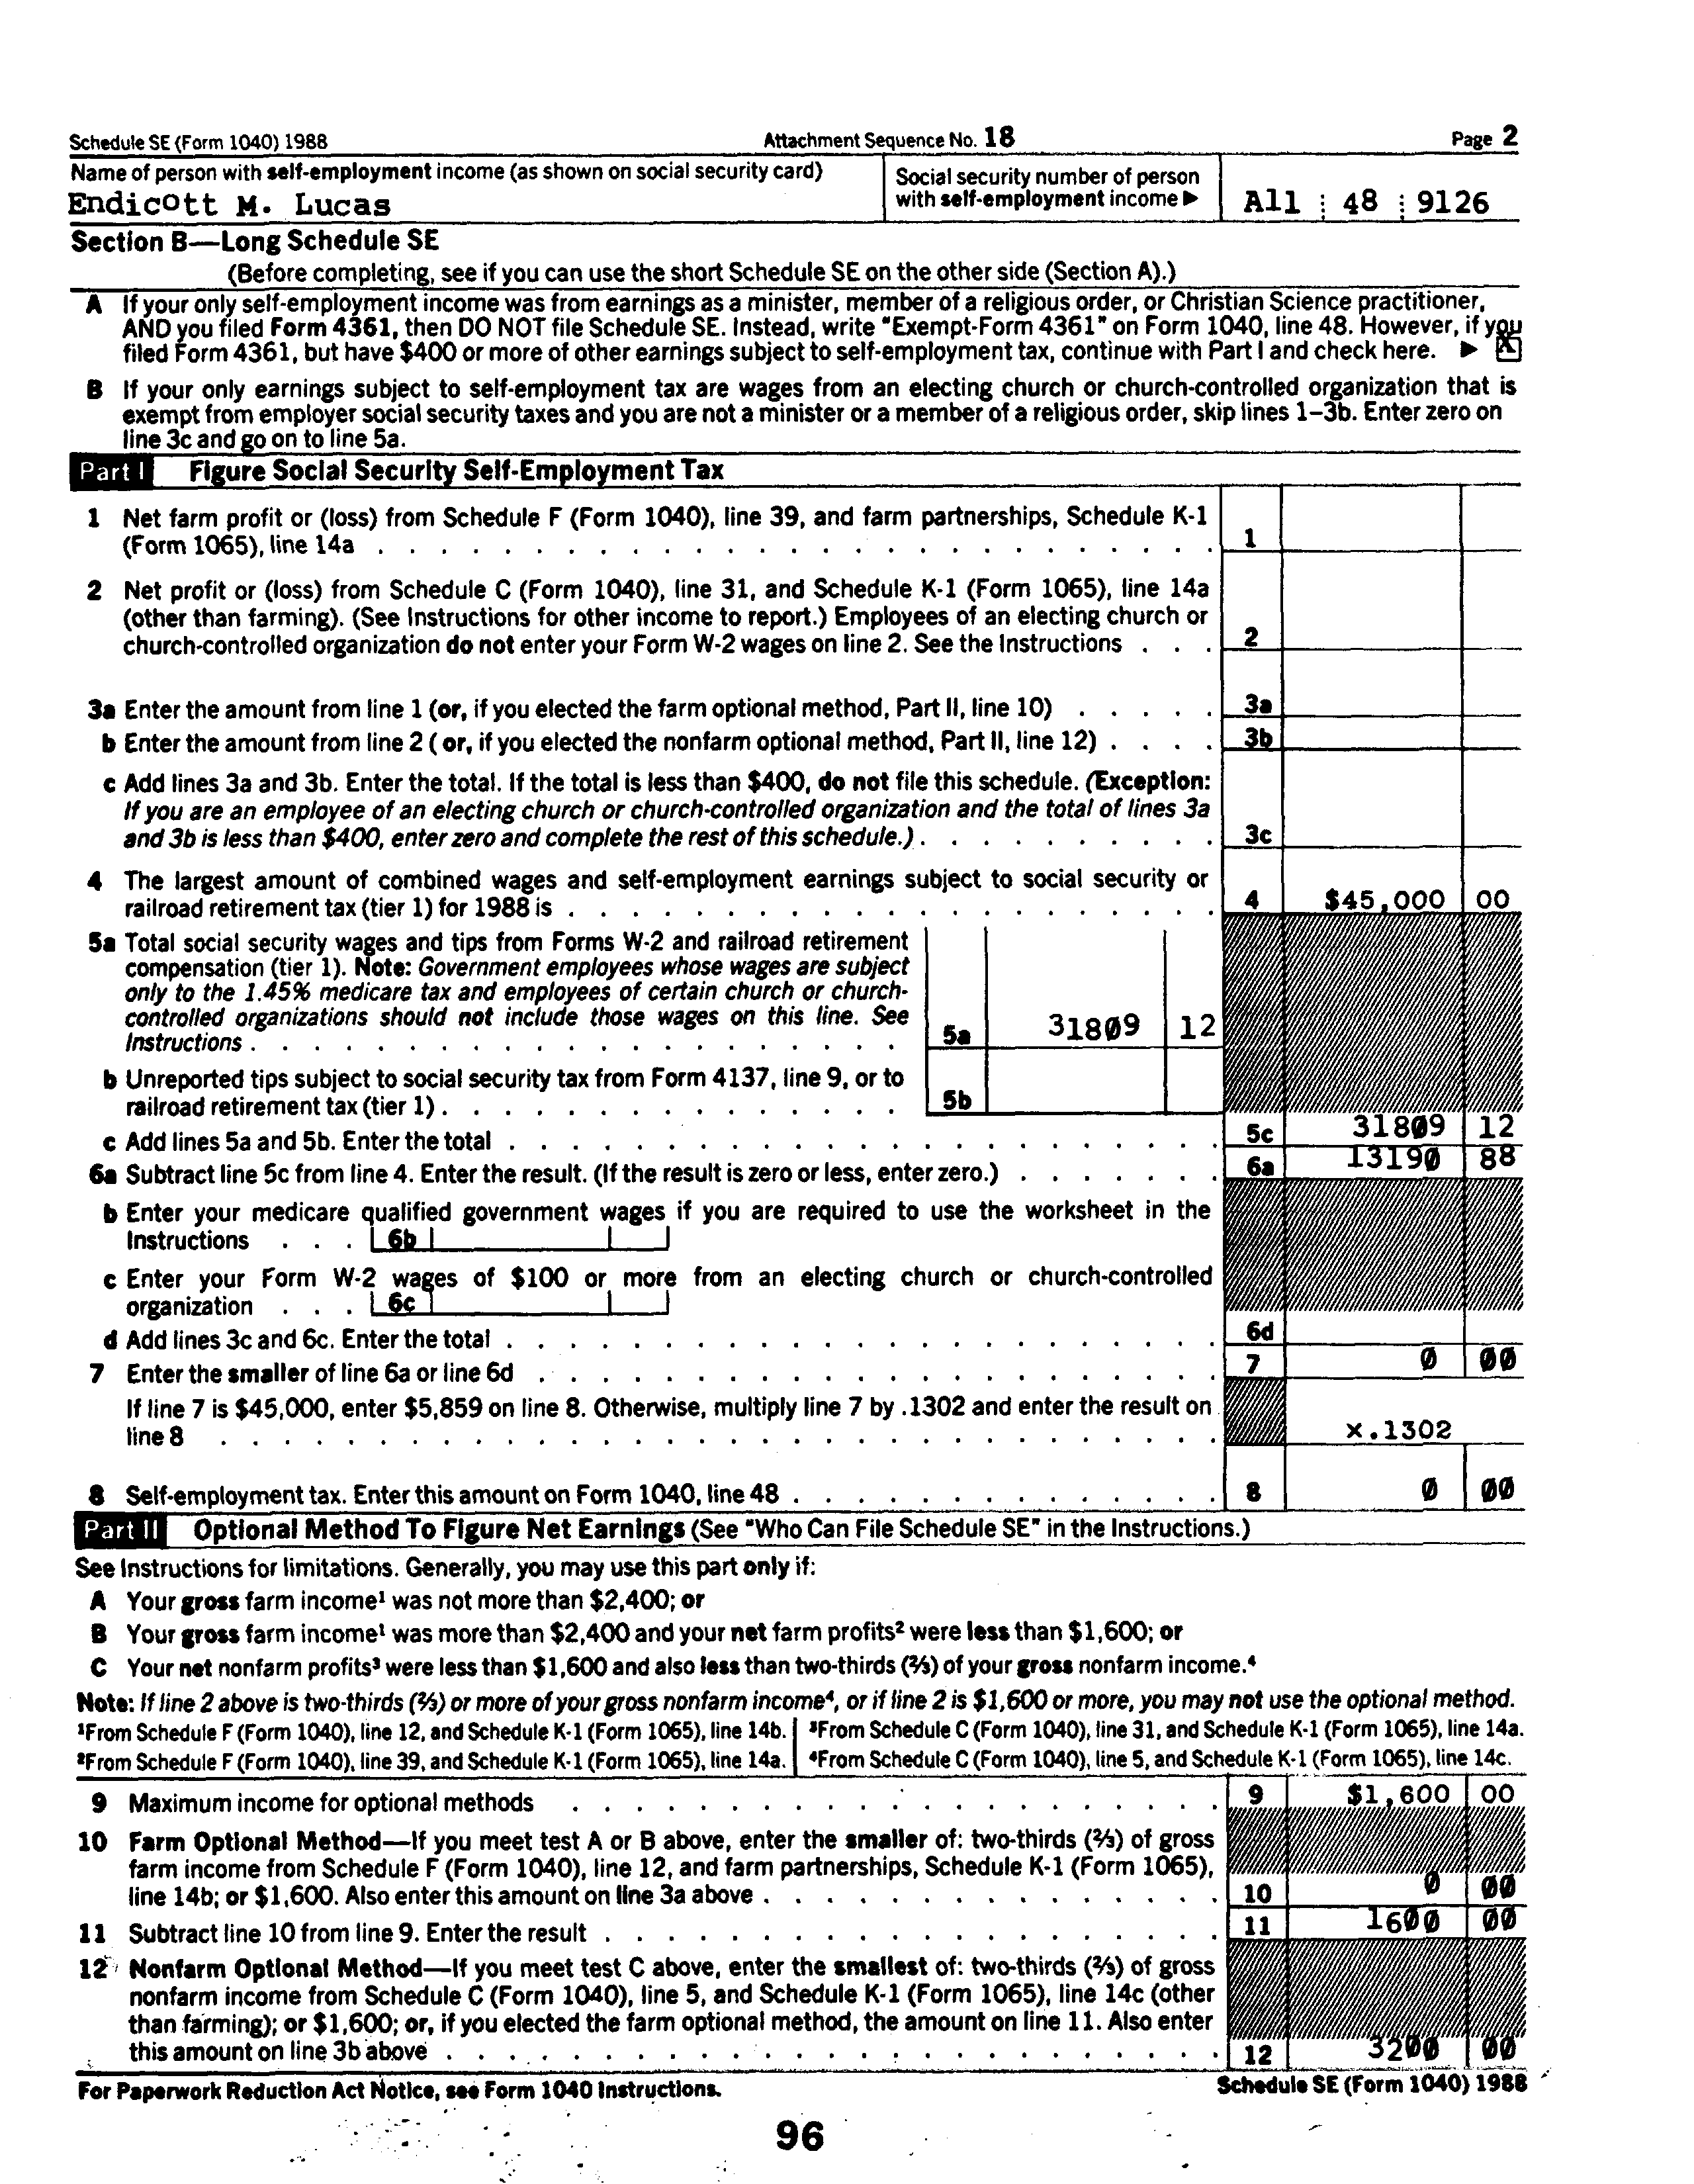 Schedule SE (Form 1040) 1988 Attachment Sequence No. 18 Page 2
Name of person with self-employment income (as shown on social security card)
Endicott M. Lucas
Social security number of person
with self-employment income ▶ A11 48 9126
Section B—Long Schedule SE
(Before completing, see if you can use the short Schedule SE on the other side (Section A).)
A If your only self-employment income was from earnings as a minister, member of a religious order, or Christian Science practitioner,
AND you filed Form 4361, then DO NOT file Schedule SE. Instead, write "Exempt-Form 4361" on Form 1040, line 48. However, if you
filed Form 4361, but have $400 or more of other earnings subject to self-employment tax, continue with Part I and check here. ▶ X
B If your only earnings subject to self-employment tax are wages from an electing church or church-controlled organization that is
exempt from employer social security taxes and you are not a minister or a member of a religious order, skip lines 1–3b. Enter zero on
line 3c and go on to line 5a.
Part I Figure Social Security Self-Employment Tax
1 Net farm profit or (loss) from Schedule F (Form 1040), line 39, and farm partnerships, Schedule K-1
(Form 1065), line 14a 1
2 Net profit or (loss) from Schedule C (Form 1040), line 31, and Schedule K-1 (Form 1065), line 14a
(other than farming). (See Instructions for other income to report.) Employees of an electing church or
church-controlled organization do not enter your Form W-2 wages on line 2. See the Instructions 2
3a Enter the amount from line 1 (or, if you elected the farm optional method, Part II, line 10) 3a
b Enter the amount from line 2 ( or, if you elected the nonfarm optional method, Part II, line 12) 3b
c Add lines 3a and 3b. Enter the total. If the total is less than $400, do not file this schedule. (Exception:
If you are an employee of an electing church or church-controlled organization and the total of lines 3a
and 3b is less than $400, enter zero and complete the rest of this schedule.) 3c
4 The largest amount of combined wages and self-employment earnings subject to social security or
railroad retirement tax (tier 1) for 1988 is 4 $45,000 00
5a Total social security wages and tips from Forms W-2 and railroad retirement
compensation (tier 1). Note: Government employees whose wages are subject
only to the 1.45% medicare tax and employees of certain church or church-
controlled organizations should not include those wages on this line. See
Instructions 5a 31809 12
b Unreported tips subject to social security tax from Form 4137, line 9, or to
railroad retirement tax (tier 1) 5b
c Add lines 5a and 5b. Enter the total 5c 31809 12
6a Subtract line 5c from line 4. Enter the result. (If the result is zero or less, enter zero.) 6a 13190 88
b Enter your medicare qualified government wages if you are required to use the worksheet in the
Instructions 6b
c Enter your Form W-2 wages of $100 or more from an electing church or church-controlled
organization 6c
d Add lines 3c and 6c. Enter the total 6d
7 Enter the smaller of line 6a or line 6d 7 0 00
If line 7 is $45,000, enter $5,859 on line 8. Otherwise, multiply line 7 by .1302 and enter the result on
line 8 x.1302
8 Self-employment tax. Enter this amount on Form 1040, line 48 8 0 00
Part II Optional Method To Figure Net Earnings (See "Who Can File Schedule SE" in the Instructions.)
See Instructions for limitations. Generally, you may use this part only if:
A Your gross farm income¹ was not more than $2,400; or
B Your gross farm income¹ was more than $2,400 and your net farm profits² were less than $1,600; or
C Your net nonfarm profits³ were less than $1,600 and also less than two-thirds (⅔) of your gross nonfarm income.⁴
Note: If line 2 above is two-thirds (⅔) or more of your gross nonfarm income⁴, or if line 2 is $1,600 or more, you may not use the optional method.
¹From Schedule F (Form 1040), line 12, and Schedule K-1 (Form 1065), line 14b. ³From Schedule C (Form 1040), line 31, and Schedule K-1 (Form 1065), line 14a.
²From Schedule F (Form 1040), line 39, and Schedule K-1 (Form 1065), line 14a. ⁴From Schedule C (Form 1040), line 5, and Schedule K-1 (Form 1065), line 14c.
9 Maximum income for optional methods 9 $1,600 00
10 Farm Optional Method—If you meet test A or B above, enter the smaller of: two-thirds (⅔) of gross
farm income from Schedule F (Form 1040), line 12, and farm partnerships, Schedule K-1 (Form 1065),
line 14b; or $1,600. Also enter this amount on line 3a above 10 0 00
11 Subtract line 10 from line 9. Enter the result 11 1600 00
12 Nonfarm Optional Method—If you meet test C above, enter the smallest of: two-thirds (⅔) of gross
nonfarm income from Schedule C (Form 1040), line 5, and Schedule K-1 (Form 1065), line 14c (other
than farming); or $1,600; or, if you elected the farm optional method, the amount on line 11. Also enter
this amount on line 3b above 12 3200 00
For Paperwork Reduction Act Notice, see Form 1040 Instructions. Schedule SE (Form 1040) 1988
96